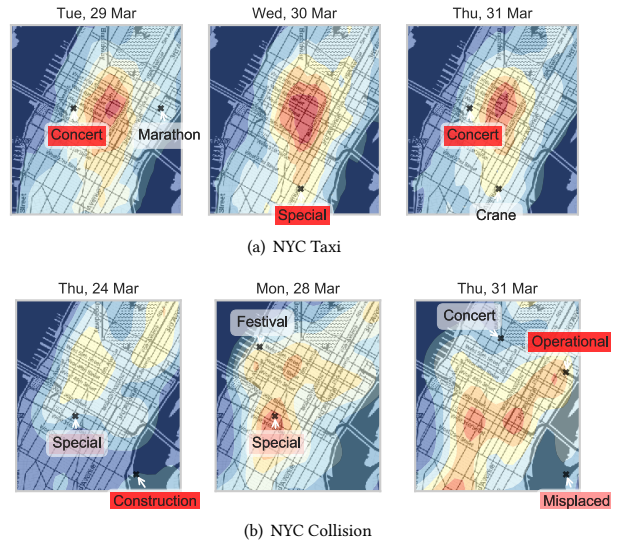 Tue, 29 Mar
Wed, 30 Mar
Thu, 31 Mar
Concert
Marathon
Special
Concert
Crane
(a) NYC Taxi
Thu, 24 Mar
Mon, 28 Mar
Thu, 31 Mar
Festival
Concert
Operational
Special
Special
Construction
Misplaced
(b) NYC Collision